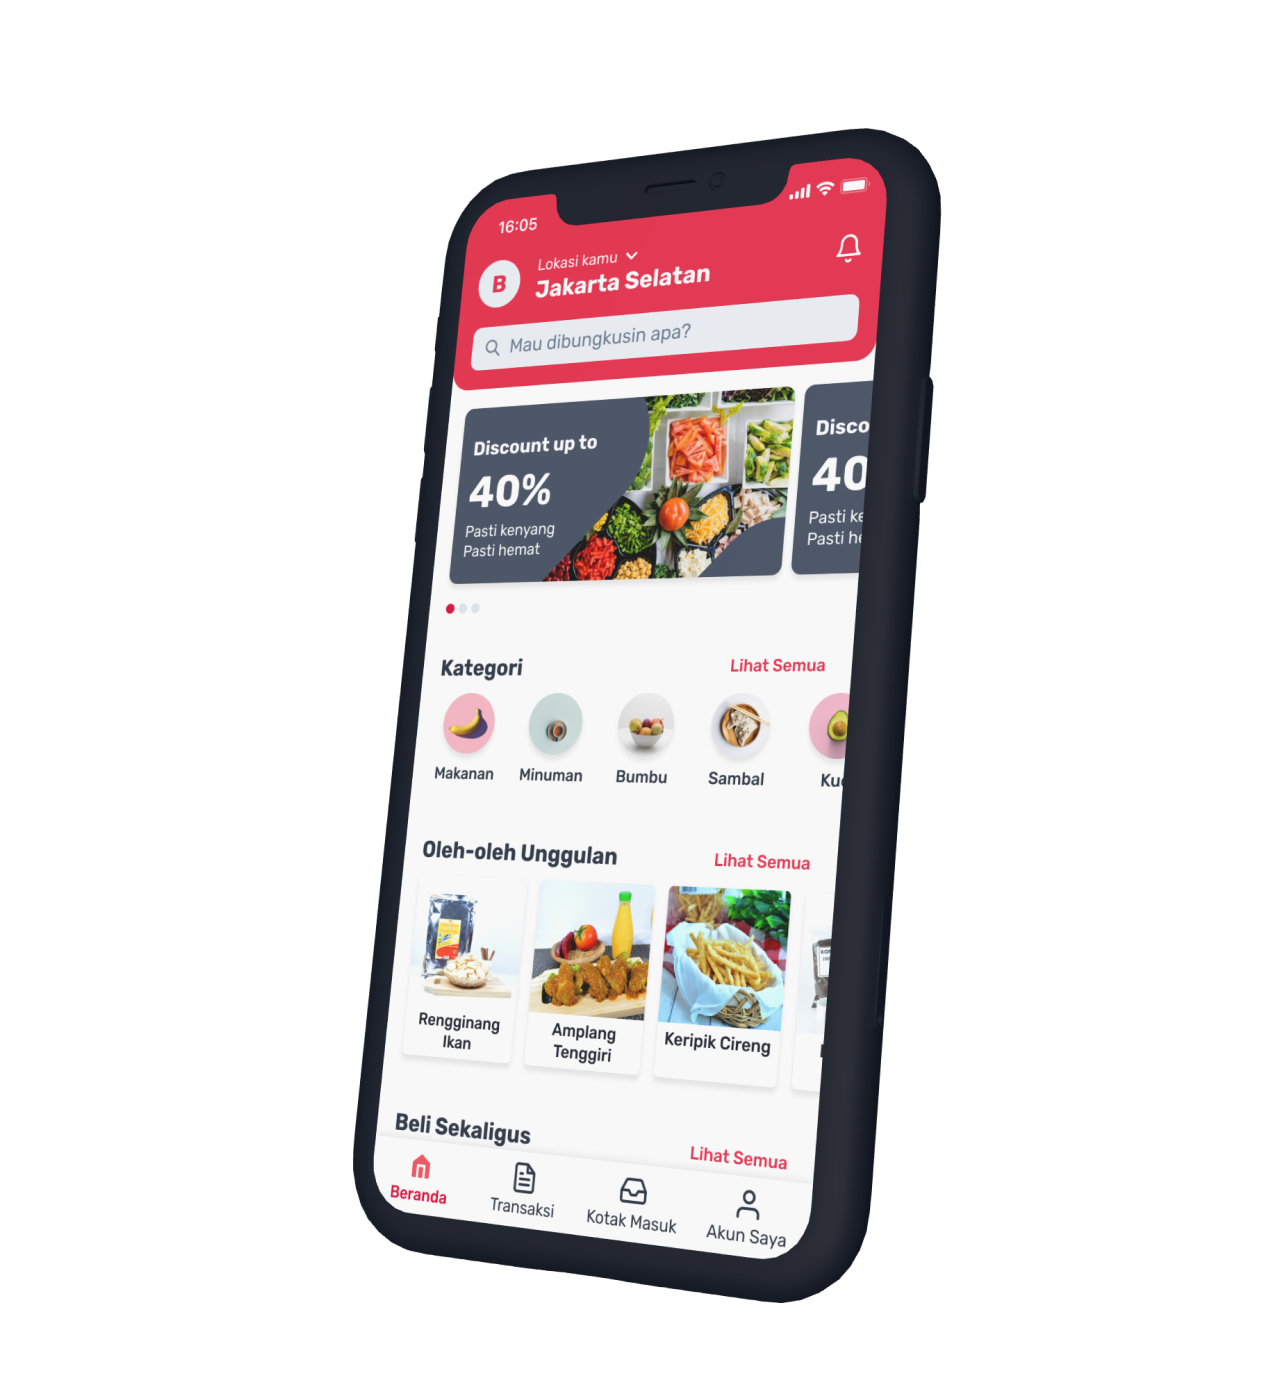 16:05
B
Lokasi kamu
Jakarta Selatan
Mau dibungkusin apa?
Discount up to
40%
Pasti kenyang
Pasti hemat
Disco
40
Pasti ke
Pasti he
Kategori
Lihat Semua
Makanan
Minuman
Bumbu
Sambal
Kue
Oleh-oleh Unggulan
Lihat Semua
Rengginang
Ikan
Amplang
Tenggiri
Keripik Cireng
Beli Sekaligus
Lihat Semua
Beranda
Transaksi
Kotak Masuk
Akun Saya